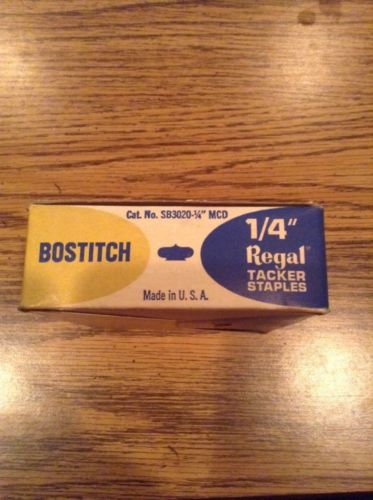 Cat. No. SB3020-¼" MCD
BOSTITCH
1/4"
Regal
TACKER
STAPLES
Made in U. S. A.